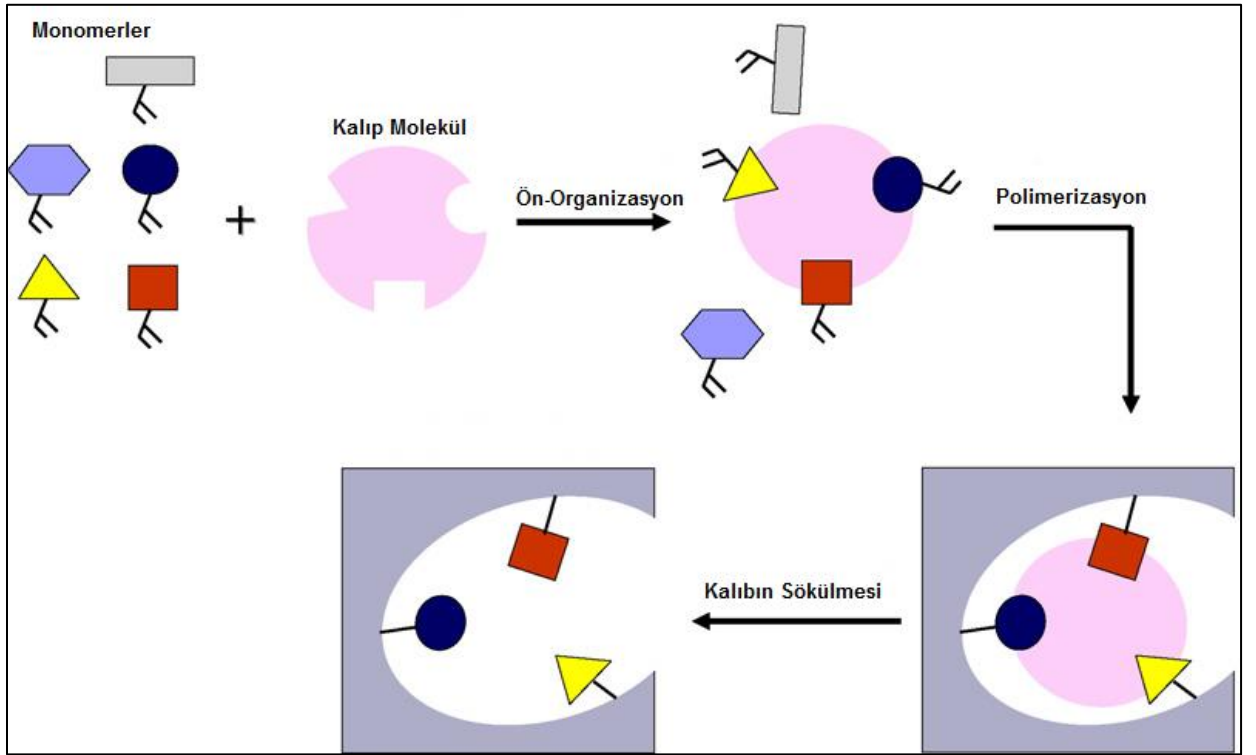 Monomerler
Kalıp Molekül
Ön-Organizasyon
Polimerizasyon
Kalıbın Sökülmesi